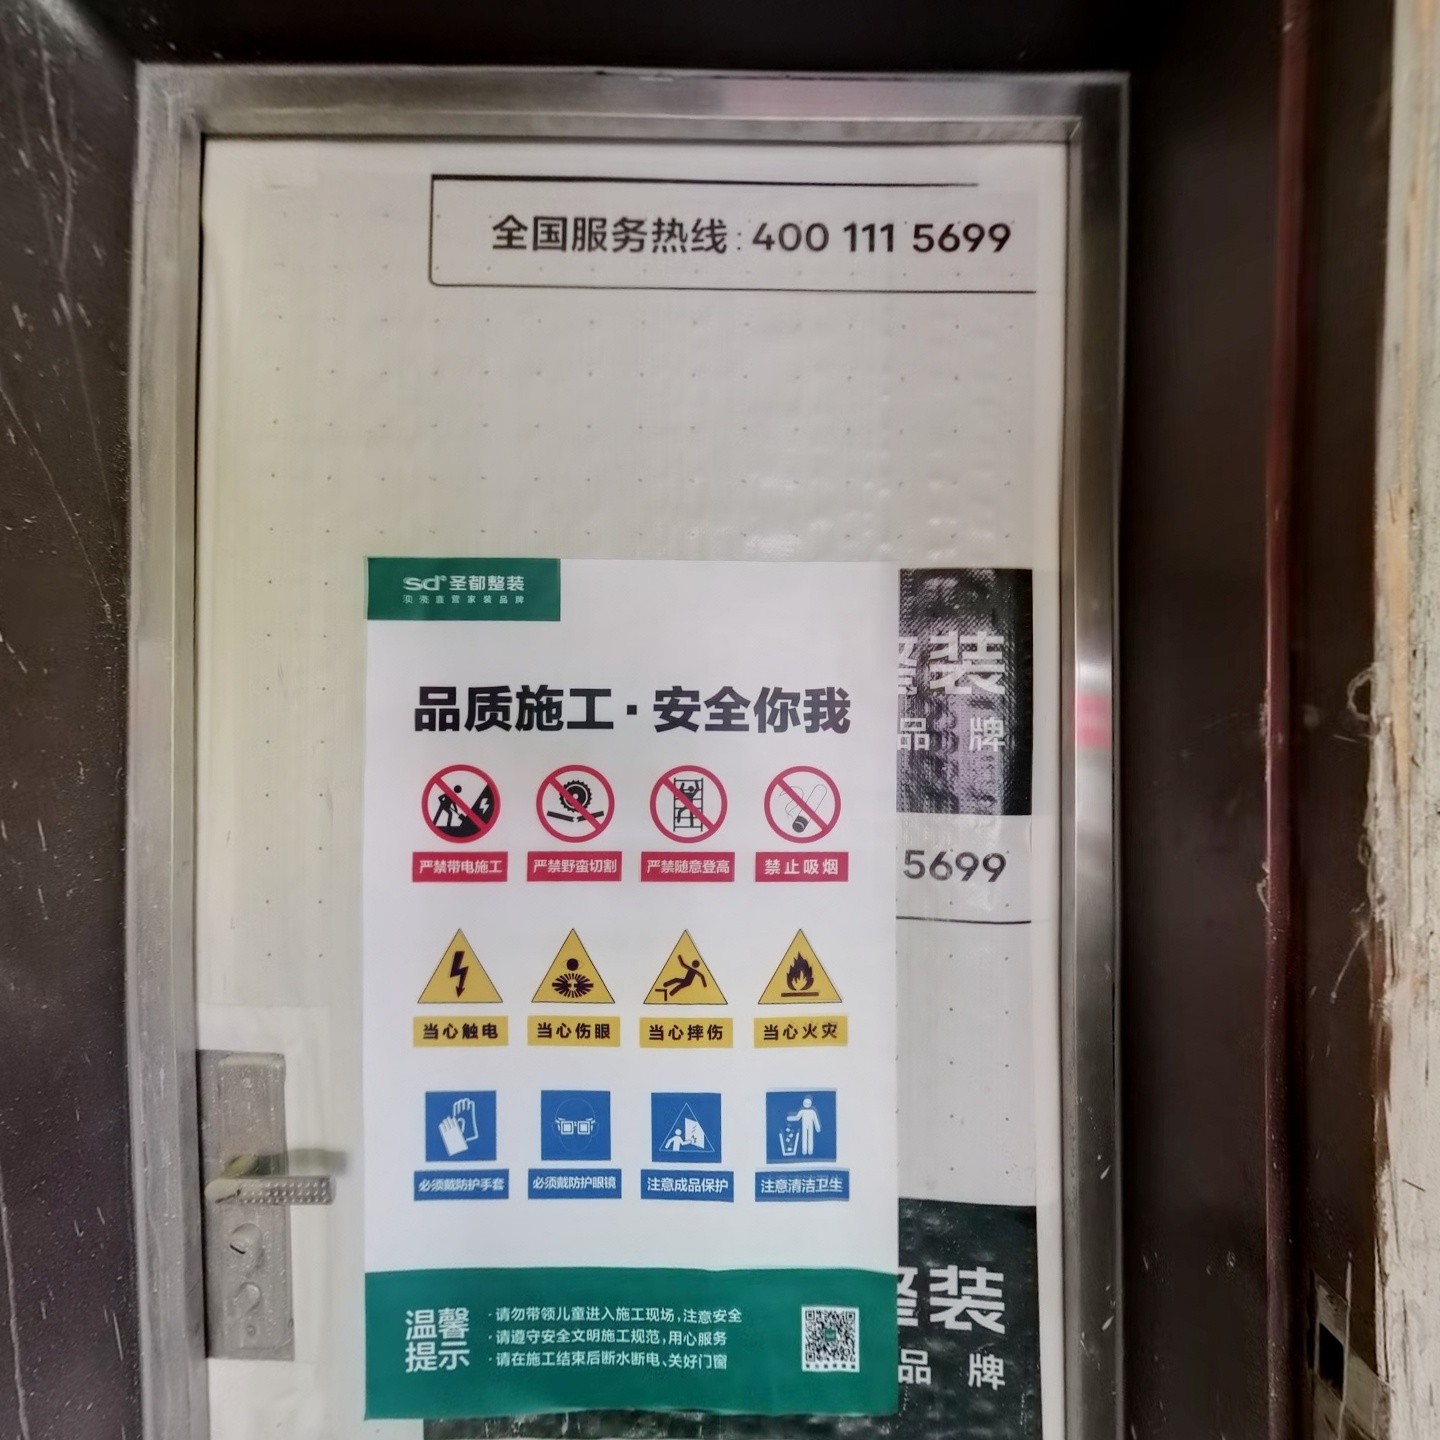 全国服务热线:400 111 5699
sd 圣都整装
家装品牌
品质施工·安全你我
整装
品 牌
严禁带电施工 严禁野蛮切割 严禁随意登高 禁止吸烟
5699
当心触电 当心伤眼 当心摔伤 当心火灾
必须戴防护手套 必须戴防护眼镜 注意成品保护 注意清洁卫生
温馨提示
·请勿带领儿童进入施工现场,注意安全
·请遵守安全文明施工规范,用心服务
·请在施工结束后断水断电、关好门窗
整装
品 牌